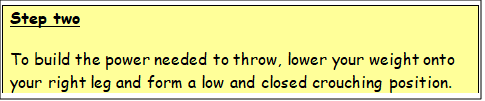 Step two
To build the power needed to throw, lower your weight onto
your right leg and form a low and closed crouching position.